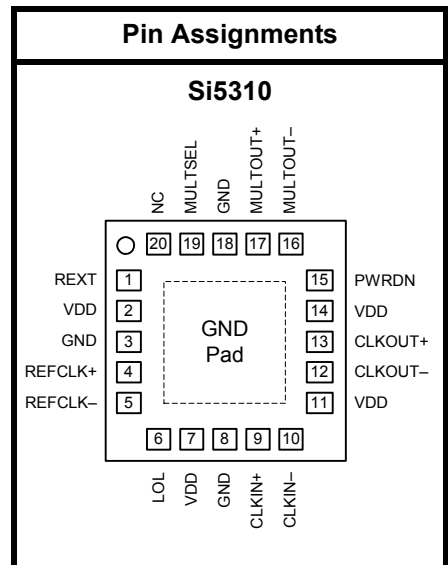 Pin Assignments
Si5310
NC
MULTSEL
GND
MULTOUT+
MULTOUT–
20
19
18
17
16
REXT
1
VDD
2
GND
3
REFCLK+
4
REFCLK–
5
GND
Pad
15
PWRDN
14
VDD
13
CLKOUT+
12
CLKOUT–
11
VDD
6
7
8
9
10
LOL
VDD
GND
CLKIN+
CLKIN–